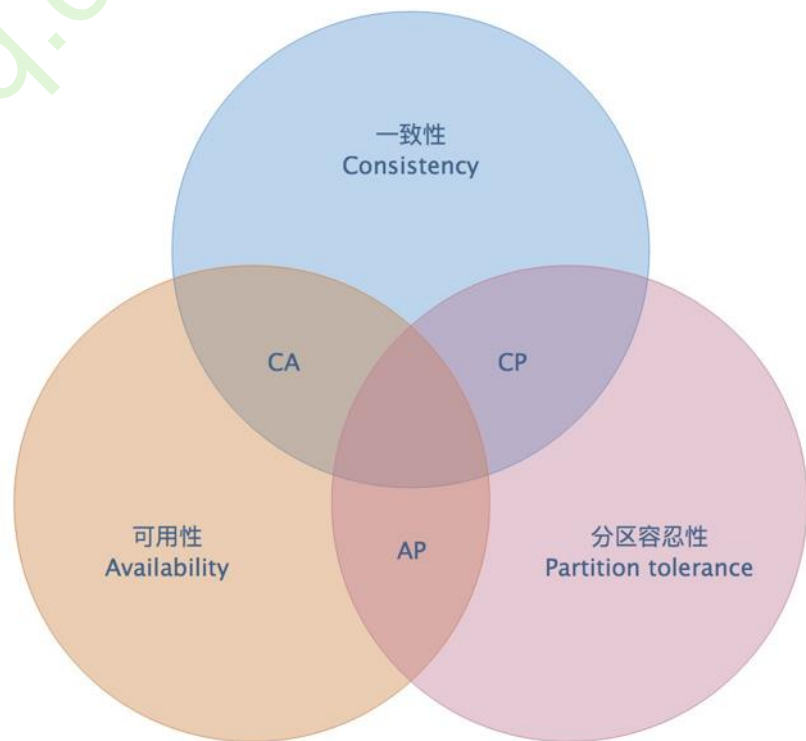 一致性
Consistency
CA
CP
可用性
Availability
AP
分区容忍性
Partition tolerance